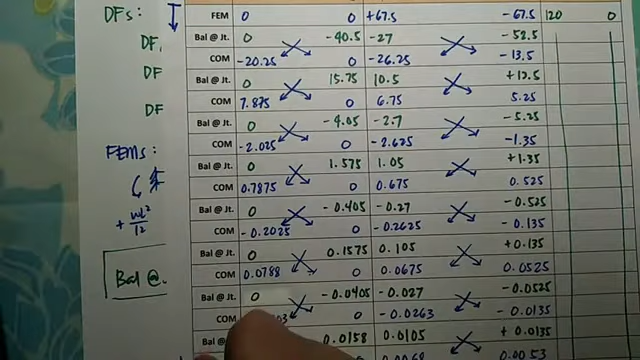 DFs:
DF
DF
DF
FEMs:
+ wl²/12
Bal @
FEM 0 0 +67.5 -67.5 120 0
Bal @ Jt. 0 -40.5 -27 -52.5
COM -20.25 0 -26.25 -13.5
Bal @ Jt. 0 15.75 10.5 +12.5
COM 7.875 0 6.75 5.25
Bal @ Jt. 0 -4.05 -2.7 -5.25
COM -2.025 0 -2.625 -1.35
Bal @ Jt. 0 1.575 1.05 +1.35
COM 0.7875 0 0.675 0.525
Bal @ Jt. 0 -0.405 -0.27 -0.525
COM -0.2025 0 -0.2625 -0.135
Bal @ Jt. 0 0.1575 0.105 +0.135
COM 0.0788 0 0.0675 0.0525
Bal @ Jt. 0 -0.0405 -0.027 -0.0525
COM 0 -0.0263 -0.0135
Bal @ 0.0158 0.0105 +0.0135
0.0053